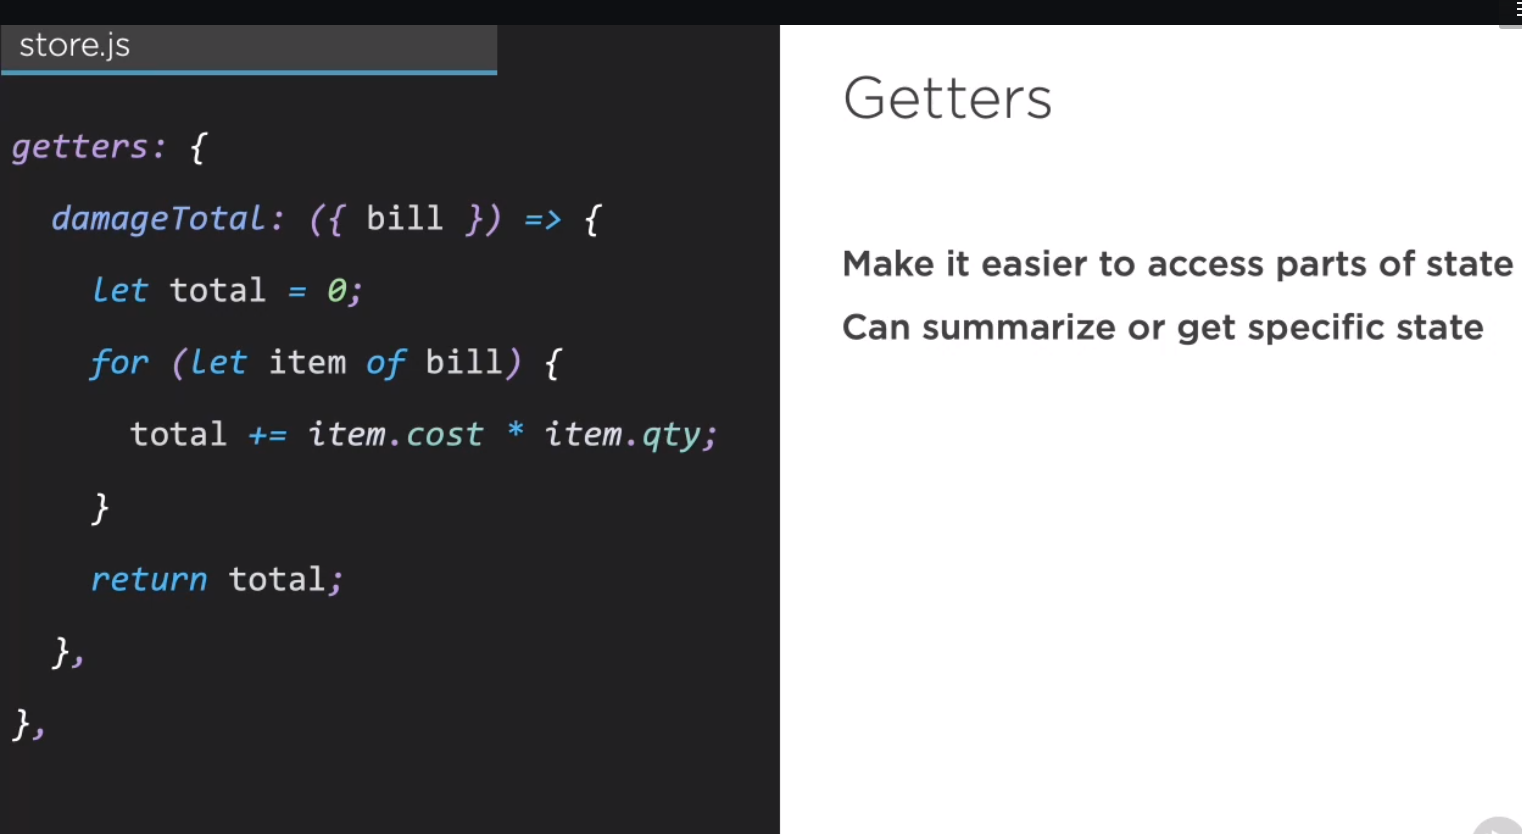 store.js
getters: {
damageTotal: ({ bill }) => {
let total = 0;
for (let item of bill) {
total += item.cost * item.qty;
}
return total;
},
},
Getters
Make it easier to access parts of state
Can summarize or get specific state